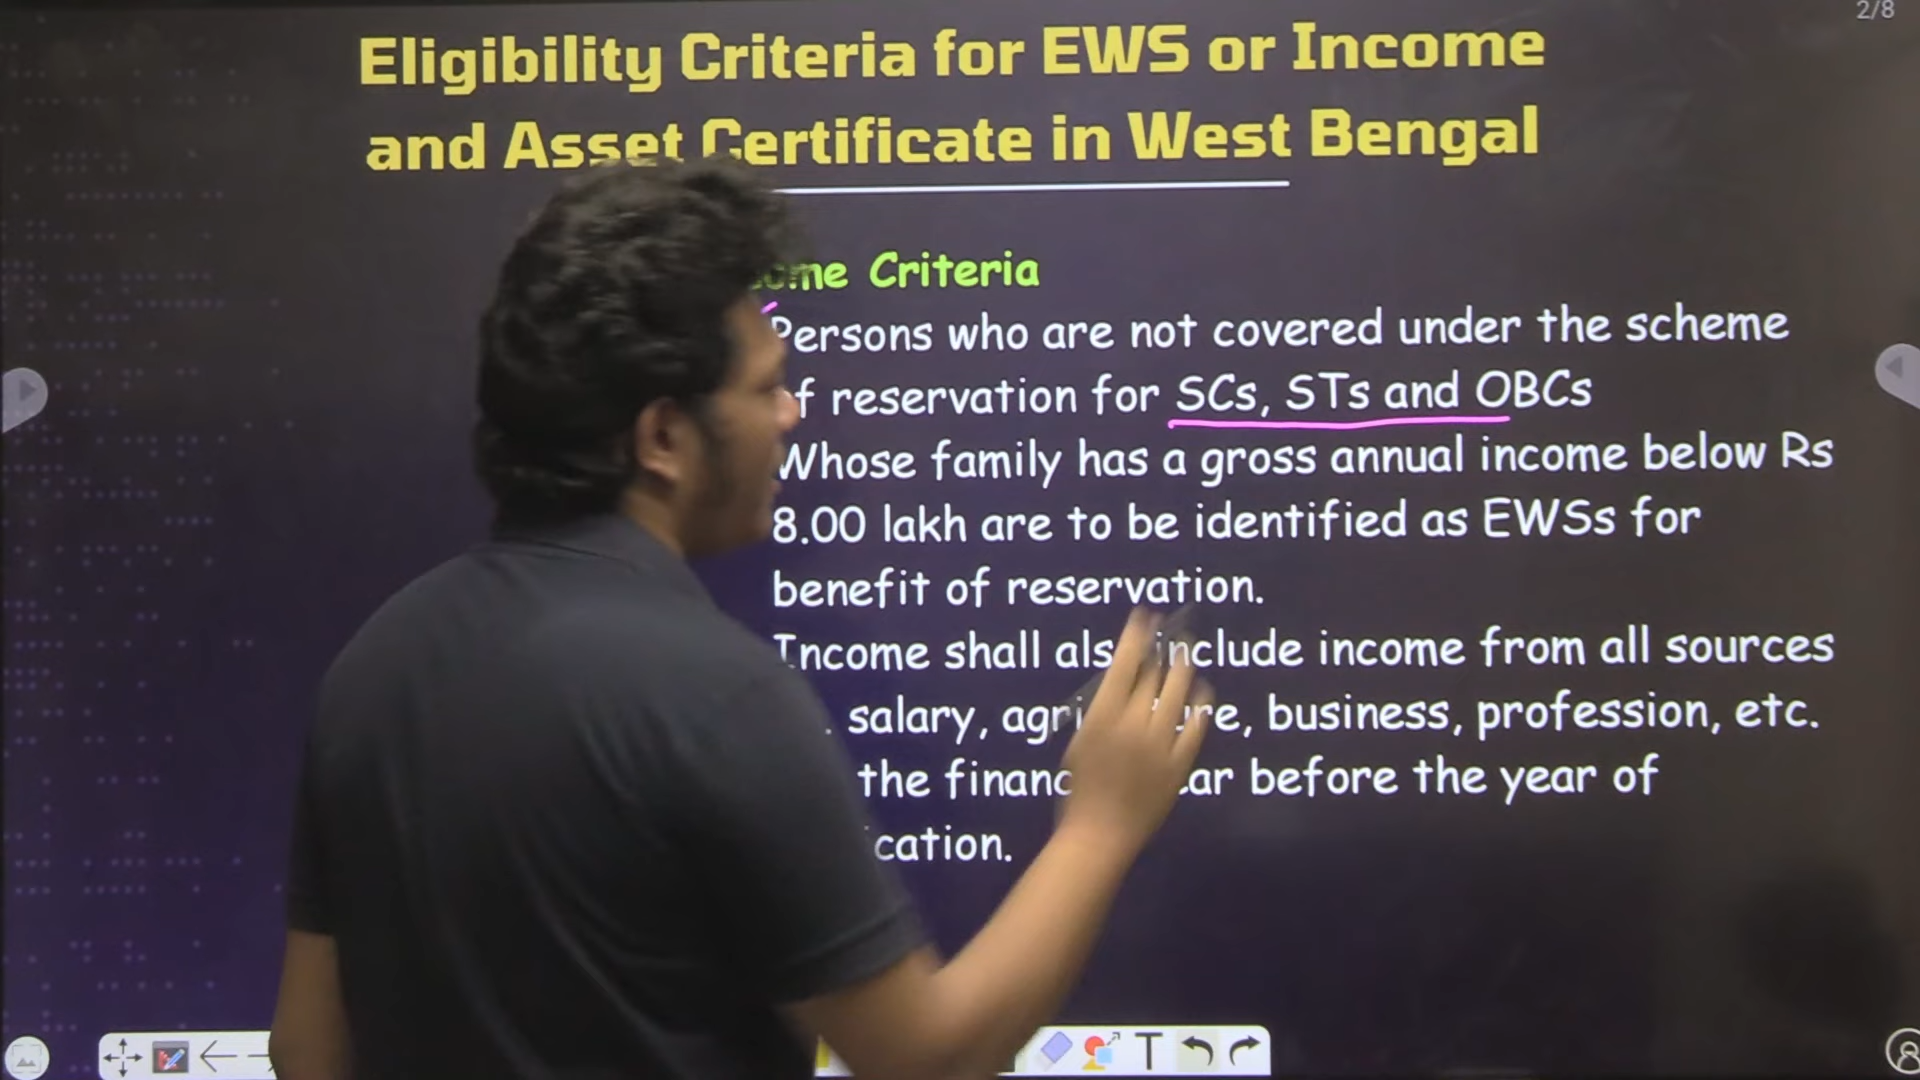 2/8
Eligibility Criteria for EWS or Income
and Asset Certificate in West Bengal
Criteria
Persons who are not covered under the scheme
reservation for SCs, STs and OBCs
Whose family has a gross annual income below Rs
8.00 lakh are to be identified as EWSs for
benefit of reservation.
Income shall include income from all sources
salary, business, profession, etc.
the before the year of
T